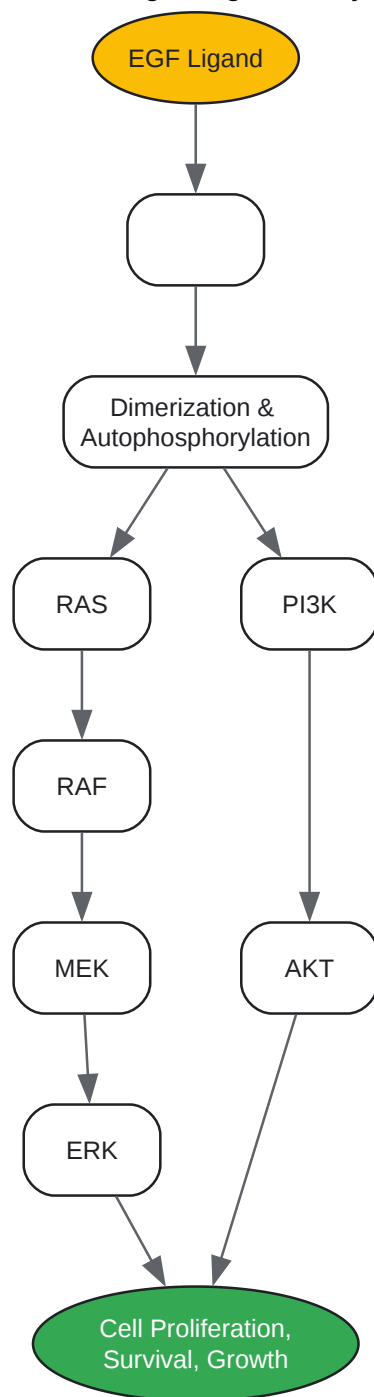 EGF Ligand
Dimerization &
Autophosphorylation
RAS
PI3K
RAF
MEK
AKT
ERK
Cell Proliferation,
Survival, Growth